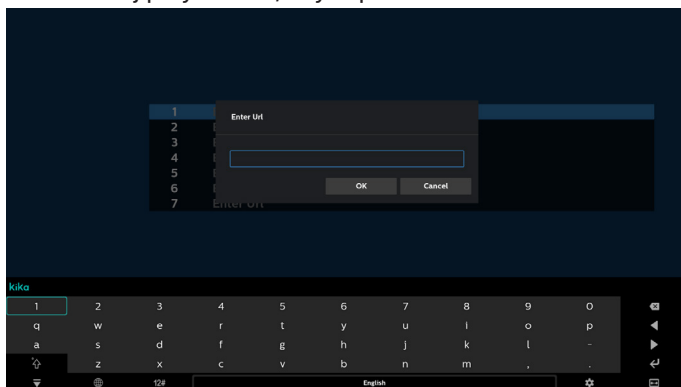 1
2
3
4
5
6
7 Enter Url
Enter Url
OK Cancel
kika
1 2 3 4 5 6 7 8 9 0
q w e r t y u i o p
a s d f g h j k l -
z x c v b n m , .
12# English